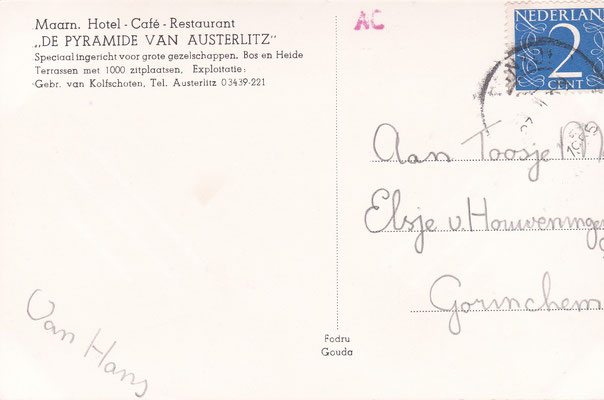 Maarn. Hotel - Café - Restaurant
„DE PYRAMIDE VAN AUSTERLITZ"
Speciaal ingericht voor grote gezelschappen. Bos en Heide
Terrassen met 1000 zitplaatsen, Exploitatie:
Gebr. van Kolfschoten, Tel. Austerlitz 03439-221
AC
NEDERLAND
2
CENT
1955
Aan Toosje
Elsje v. Houweningen
Gorinchem
Van Hans
Fodru
Gouda